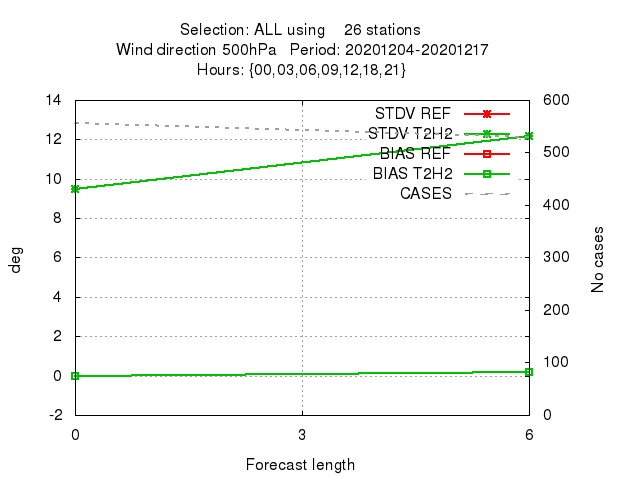 Selection: ALL using    26 stations
Wind direction 500hPa   Period: 20201204-20201217
Hours: {00,03,06,09,12,18,21}
14
12
10
8
6
4
2
0
-2
deg
600
500
400
300
200
100
0
No cases
STDV REF
STDV T2H2
BIAS REF
BIAS T2H2
CASES
0
3
6
Forecast length